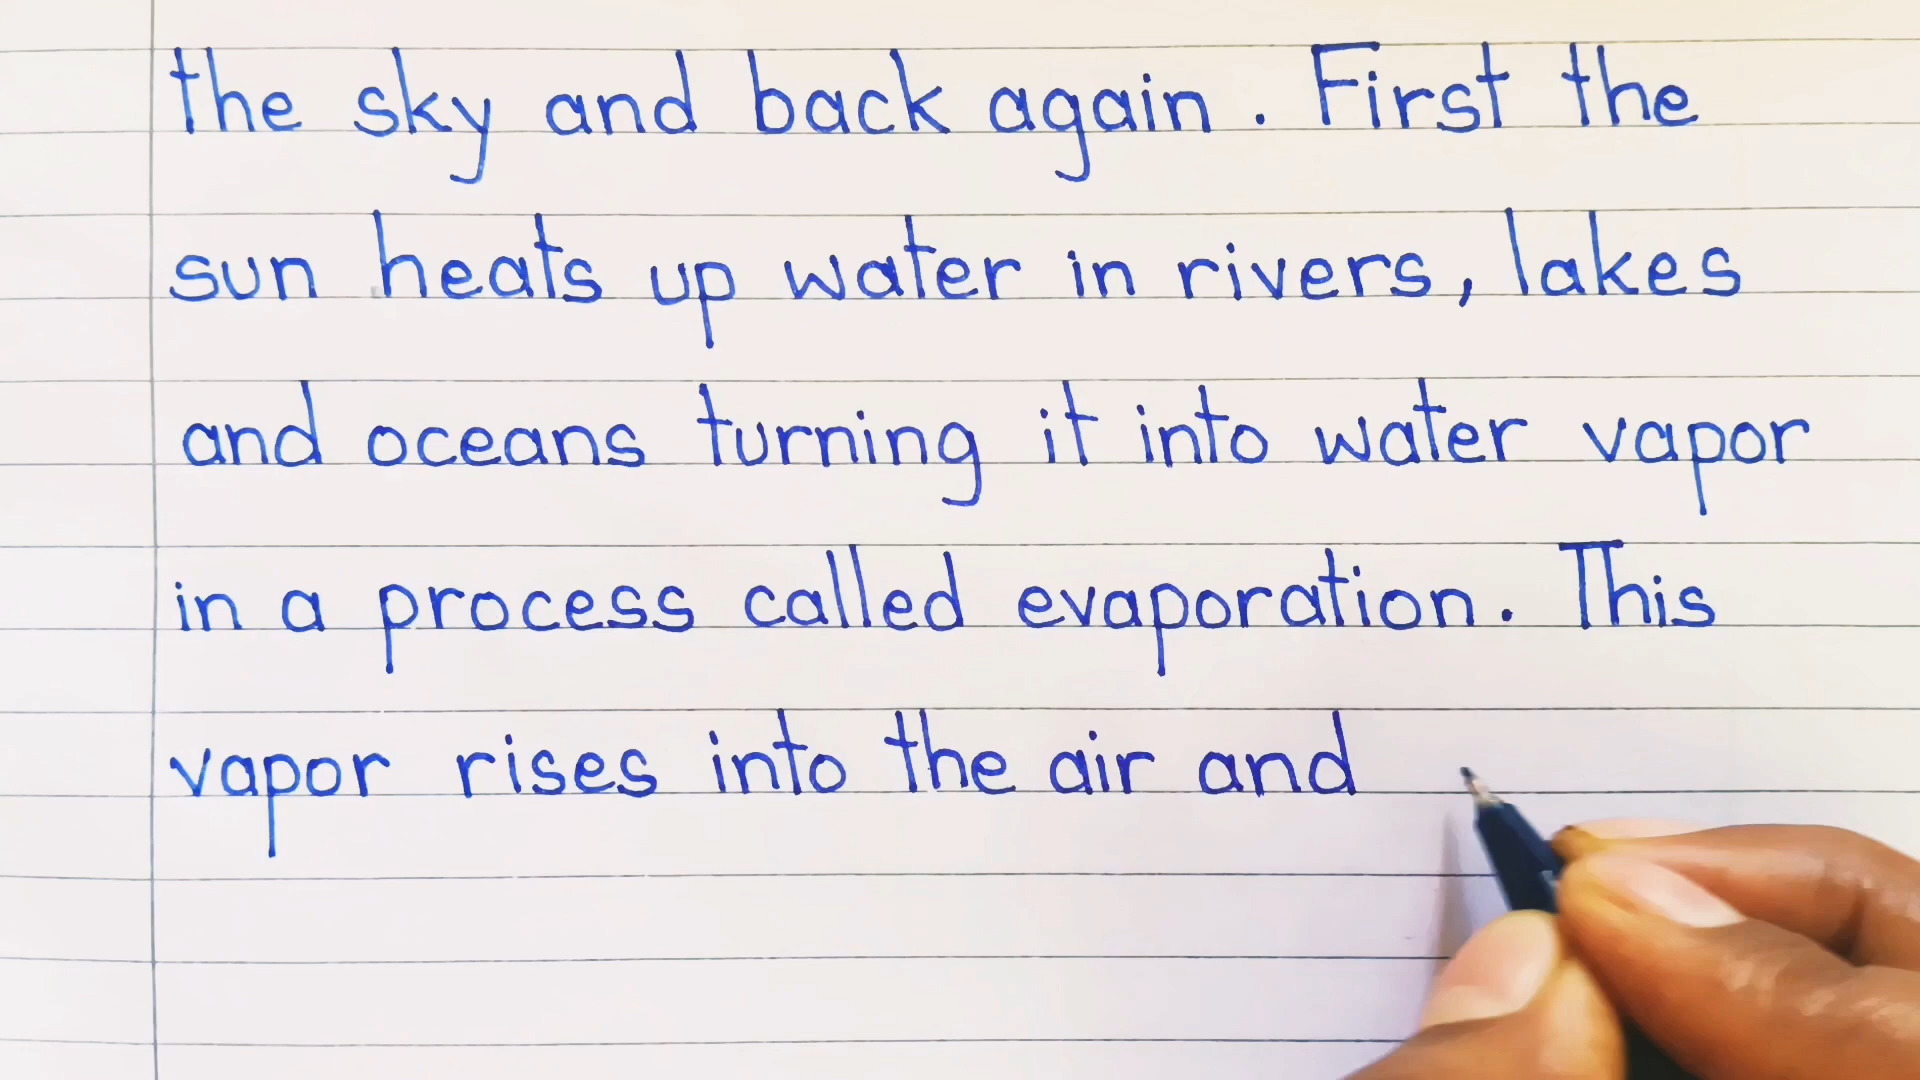 the sky and back again. First the
sun heats up water in rivers, lakes
and oceans turning it into water vapor
in a process called evaporation. This
vapor rises into the air and